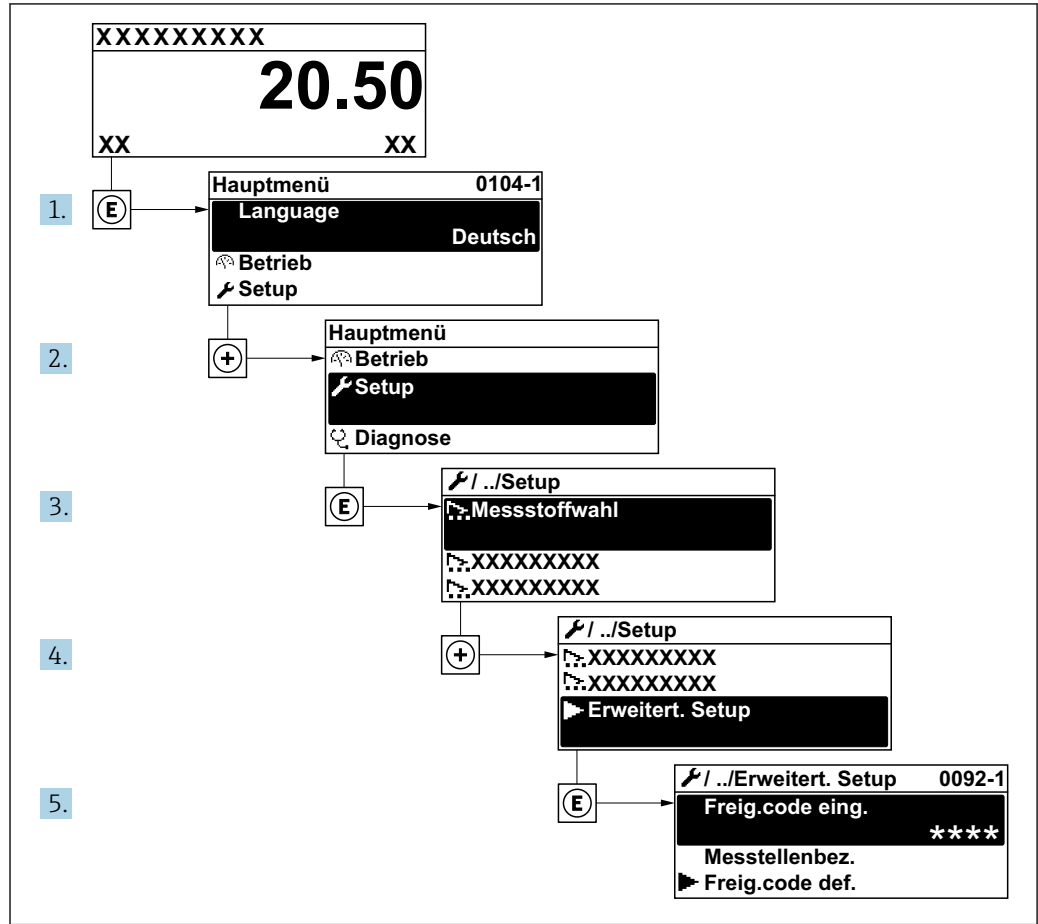 XXXXXXXXX
20.50
XX XX
1. E
Hauptmenü 0104-1
Language
Deutsch
Betrieb
Setup
2. +
Hauptmenü
Betrieb
Setup
Diagnose
3. E
/ ../Setup
Messstoffwahl
XXXXXXXXX
XXXXXXXXX
4. +
/ ../Setup
XXXXXXXXX
XXXXXXXXX
Erweitert. Setup
5. E
/ ../Erweitert. Setup 0092-1
Freig.code eing.
****
Messtellenbez.
Freig.code def.